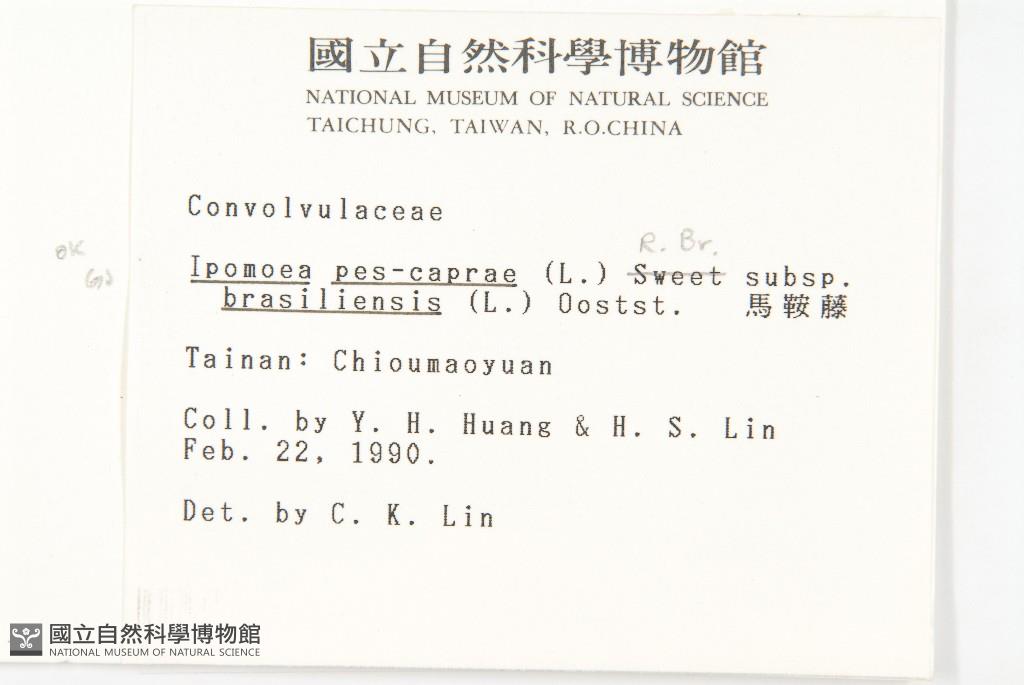 國立自然科學博物館
NATIONAL MUSEUM OF NATURAL SCIENCE
TAICHUNG, TAIWAN, R.O.CHINA
Convolvulaceae
OK
R. Br.
Ipomoea pes-caprae (L.) Sweet subsp.
brasiliensis (L.) Ooststt. 馬鞍藤
Tainan: Chioumaoyuan
Coll. by Y. H. Huang & H. S. Lin
Feb. 22, 1990.
Det. by C. K. Lin
國立自然科學博物館
NATIONAL MUSEUM OF NATURAL SCIENCE